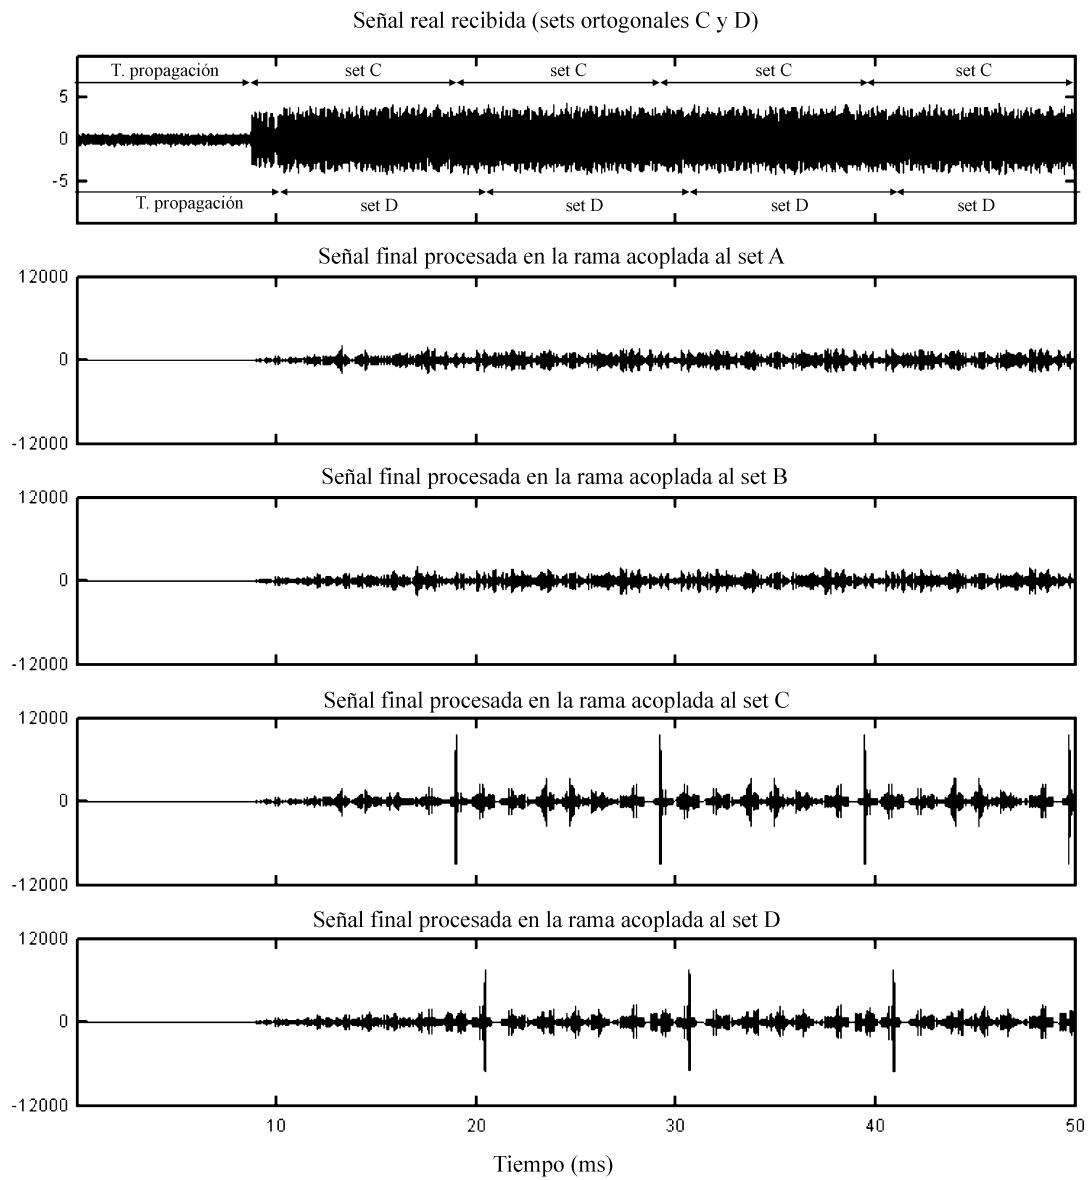 Señal real recibida (sets ortogonales C y D)
T. propagación set C set C set C set C
5
0
-5
T. propagación set D set D set D set D
Señal final procesada en la rama acoplada al set A
12000
0
-12000
Señal final procesada en la rama acoplada al set B
12000
0
-12000
Señal final procesada en la rama acoplada al set C
12000
0
-12000
Señal final procesada en la rama acoplada al set D
12000
0
-12000
10 20 30 40 50
Tiempo (ms)